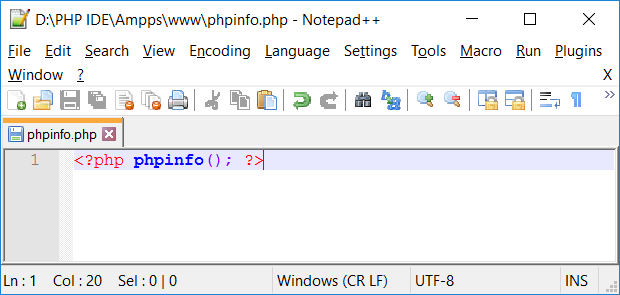 D:\PHP IDE\Ampps\www\phpinfo.php - Notepad++
File Edit Search View Encoding Language Settings Tools Macro Run Plugins
Window ? X
phpinfo.php
1 <?php phpinfo(); ?>
Ln : 1 Col : 20 Sel : 0 | 0 Windows (CR LF) UTF-8 INS